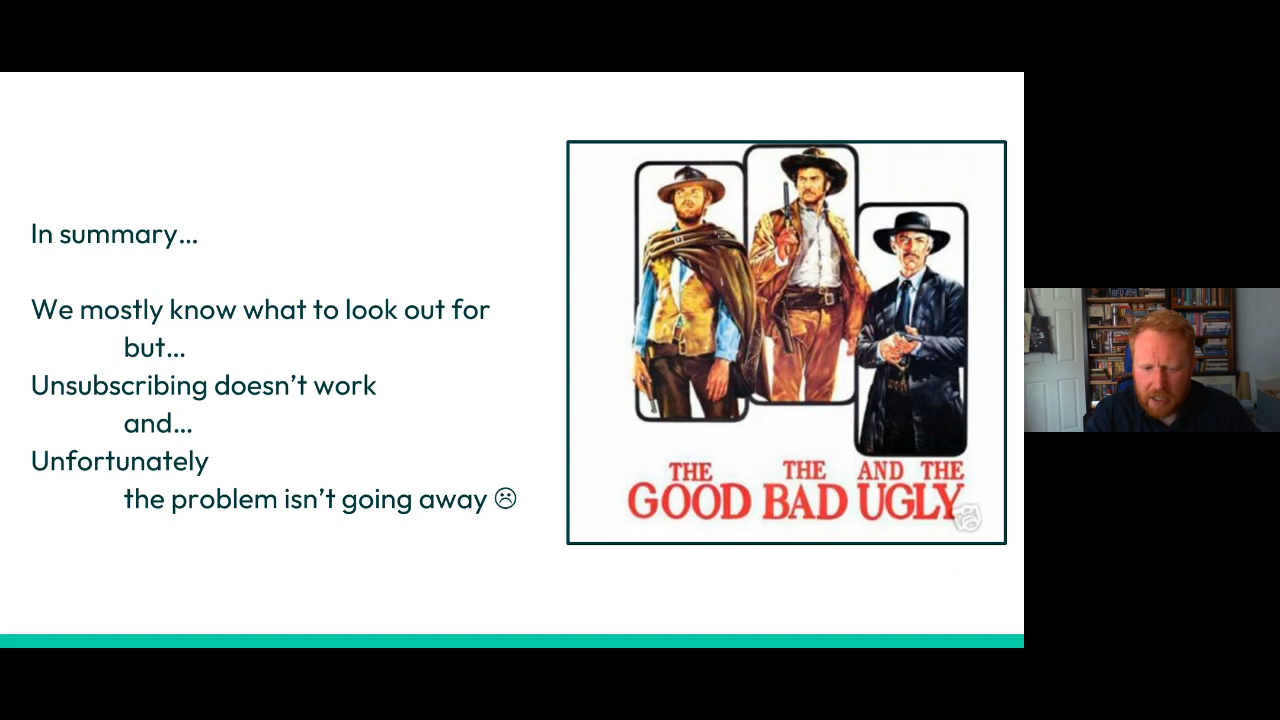 In summary...
We mostly know what to look out for
but...
Unsubscribing doesn't work
and...
Unfortunately
the problem isn't going away ☹
THE THE AND THE
GOOD BAD UGLY